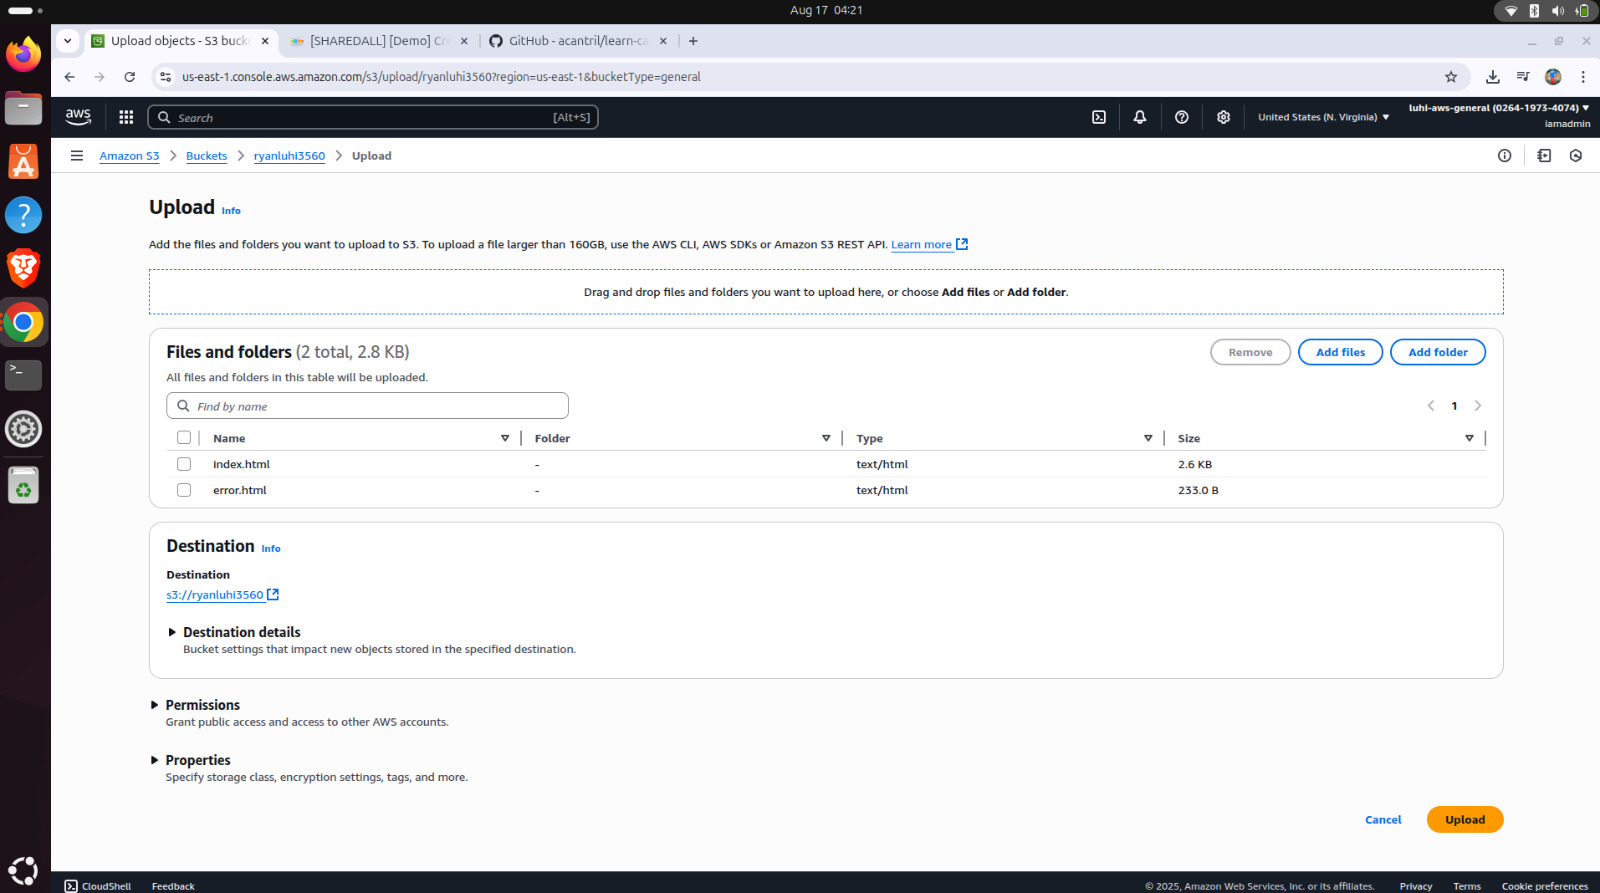 Aug 17 04:21
Upload objects - S3 buck
[SHAREDALL] [Demo] Cre
GitHub - acantril/learn-ca
us-east-1.console.aws.amazon.com/s3/upload/ryanluhi3560?region=us-east-1&bucketType=general
aws
Search
[Alt+S]
United States (N. Virginia)
luhi-aws-general (0264-1973-4074)
iamadmin
Amazon S3
Buckets
ryanluhi3560
Upload
Upload Info
Add the files and folders you want to upload to S3. To upload a file larger than 160GB, use the AWS CLI, AWS SDKs or Amazon S3 REST API. Learn more
Drag and drop files and folders you want to upload here, or choose Add files or Add folder.
Files and folders (2 total, 2.8 KB)
Remove
Add files
Add folder
All files and folders in this table will be uploaded.
Find by name
1
Name Folder Type Size
index.html - text/html 2.6 KB
error.html - text/html 233.0 B
Destination Info
Destination
s3://ryanluhi3560
Destination details
Bucket settings that impact new objects stored in the specified destination.
Permissions
Grant public access and access to other AWS accounts.
Properties
Specify storage class, encryption settings, tags, and more.
Cancel
Upload
CloudShell
Feedback
© 2025, Amazon Web Services, Inc. or its affiliates.
Privacy
Terms
Cookie preferences